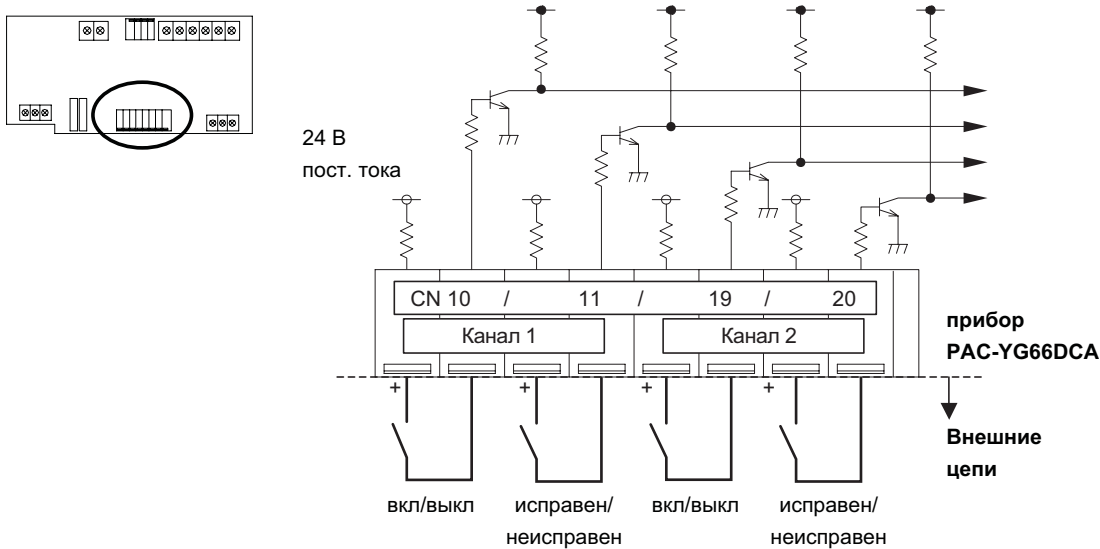 24 В
пост. тока
CN 10 / 11 / 19 / 20
Канал 1 Канал 2
прибор
PAC-YG66DCA
+ + + +
Внешние
цепи
вкл/выкл исправен/ вкл/выкл исправен/
неисправен неисправен